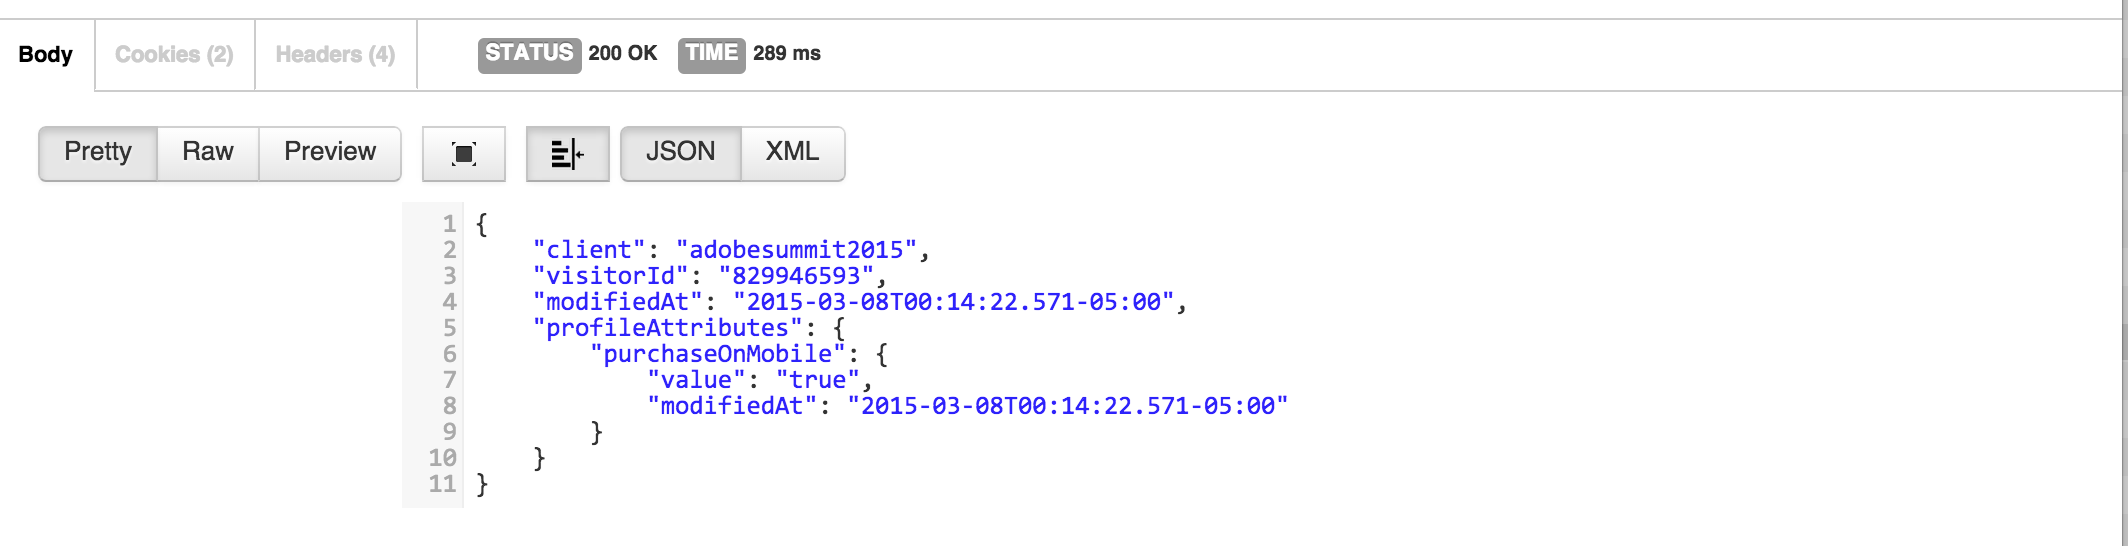 Body Cookies (2) Headers (4) STATUS 200 OK TIME 289 ms
Pretty Raw Preview JSON XML
1 {
2     "client": "adobesummit2015",
3     "visitorId": "829946593",
4     "modifiedAt": "2015-03-08T00:14:22.571-05:00",
5     "profileAttributes": {
6         "purchaseOnMobile": {
7             "value": "true",
8             "modifiedAt": "2015-03-08T00:14:22.571-05:00"
9         }
10     }
11 }